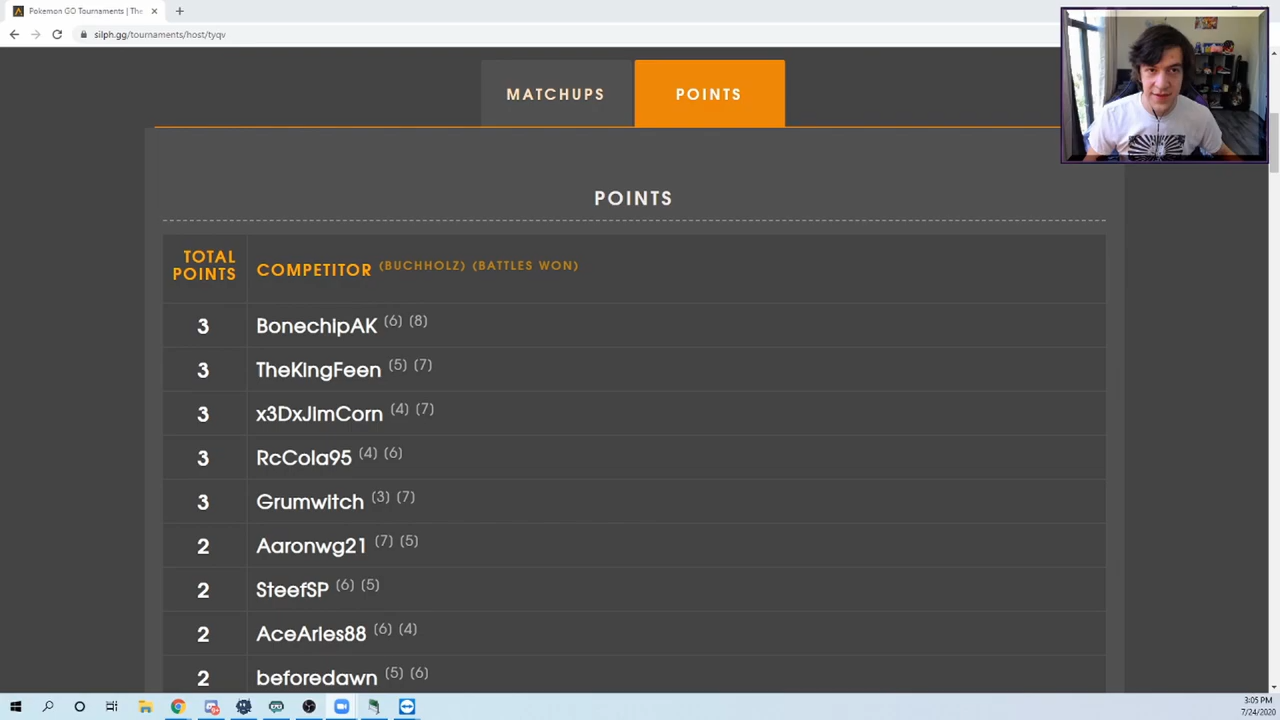 Pokemon GO Tournaments | The
silph.gg/tournaments/host/tyqv
MATCHUPS POINTS
POINTS
TOTAL POINTS COMPETITOR (BUCHHOLZ) (BATTLES WON)
3 BonechipAK (6) (8)
3 TheKingFeen (5) (7)
3 x3DxJimCorn (4) (7)
3 RcCola95 (4) (6)
3 Grumwitch (3) (7)
2 Aaronwg21 (7) (5)
2 SteefSP (6) (5)
2 AceAries88 (6) (4)
2 beforedawn (5) (6)
3:05 PM
7/24/2020